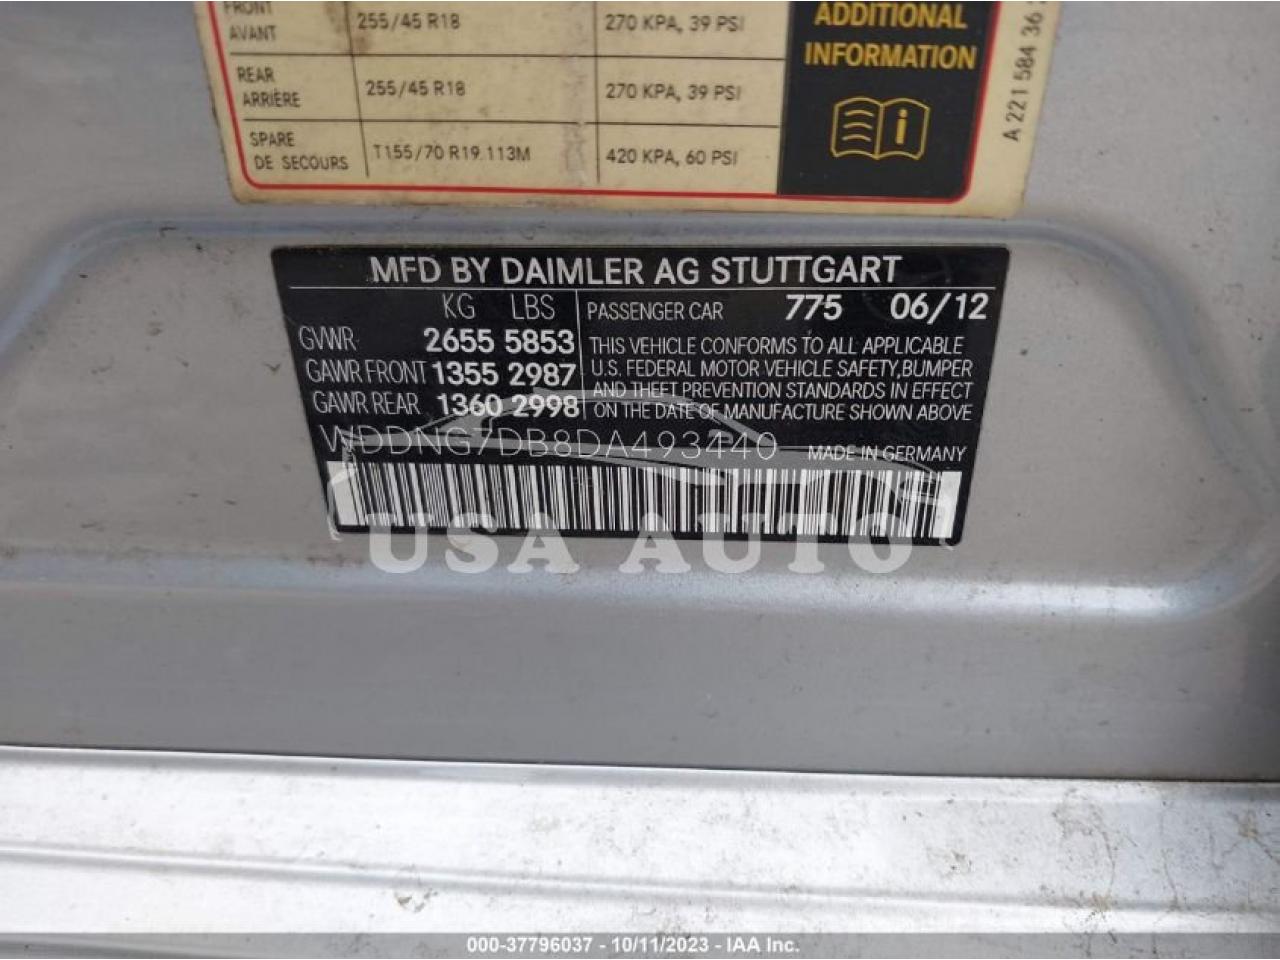 FRONT
AVANT 255/45 R18 270 KPA, 39 PSI
REAR
ARRIÈRE 255/45 R18 270 KPA, 39 PSI
SPARE
DE SECOURS T155/70 R19 113M 420 KPA, 60 PSI
ADDITIONAL
INFORMATION
A 221 584 36
MFD BY DAIMLER AG STUTTGART
KG LBS PASSENGER CAR 775 06/12
GVWR 2655 5853
GAWR FRONT 1355 2987
GAWR REAR 1360 2998
THIS VEHICLE CONFORMS TO ALL APPLICABLE
U.S. FEDERAL MOTOR VEHICLE SAFETY, BUMPER
AND THEFT PREVENTION STANDARDS IN EFFECT
ON THE DATE OF MANUFACTURE SHOWN ABOVE
WDDNG7DB8DA493440 MADE IN GERMANY
USA AUTO
000-37796037 - 10/11/2023 - IAA Inc.